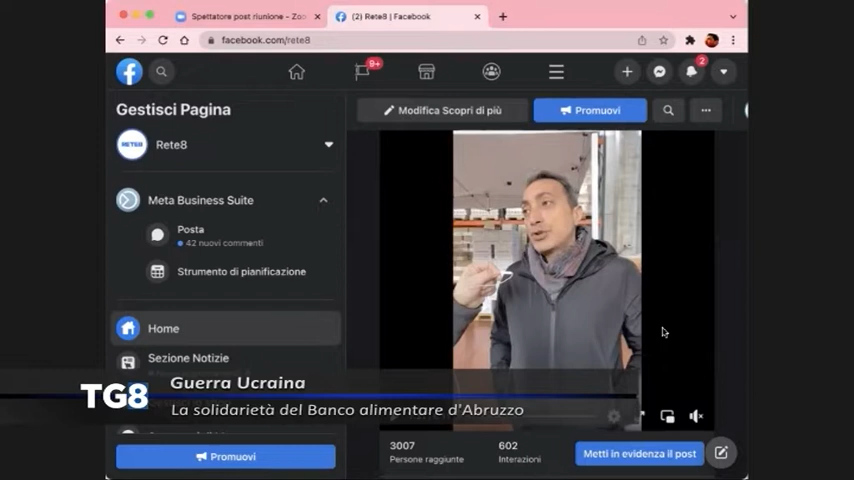 Spettatore post riunione – Zoo
(2) Rete8 | Facebook
facebook.com/rete8
9+
2
Gestisci Pagina
Modifica Scopri di più
Promuovi
RETE8
Rete8
Meta Business Suite
Posta
42 nuovi commenti
Strumento di pianificazione
Home
Sezione Notizie
TG8
Guerra Ucraina
La solidarietà del Banco alimentare d'Abruzzo
Promuovi
3007
Persone raggiunte
602
Interazioni
Metti in evidenza il post